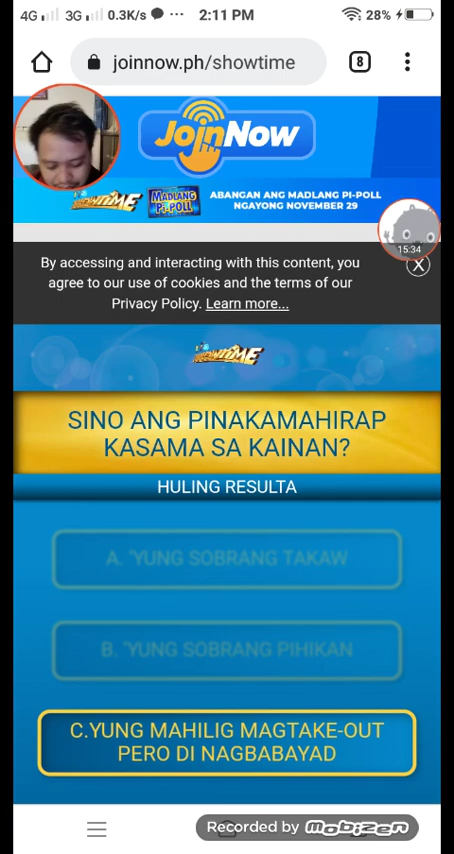 4G 3G 0.3K/s 2:11 PM 28%
joinnow.ph/showtime 8
JoinNow
SHOWTIME MADLANG PI-POLL ABANGAN ANG MADLANG PI-POLL
NGAYONG NOVEMBER 29
15:34
By accessing and interacting with this content, you X
agree to our use of cookies and the terms of our
Privacy Policy. Learn more...
SHOWTIME
SINO ANG PINAKAMAHIRAP
KASAMA SA KAINAN?
HULING RESULTA
A. 'YUNG SOBRANG TAKAW
B. 'YUNG SOBRANG PIHIKAN
C.YUNG MAHILIG MAGTAKE-OUT
PERO DI NAGBABAYAD
Recorded by MOBIZEN